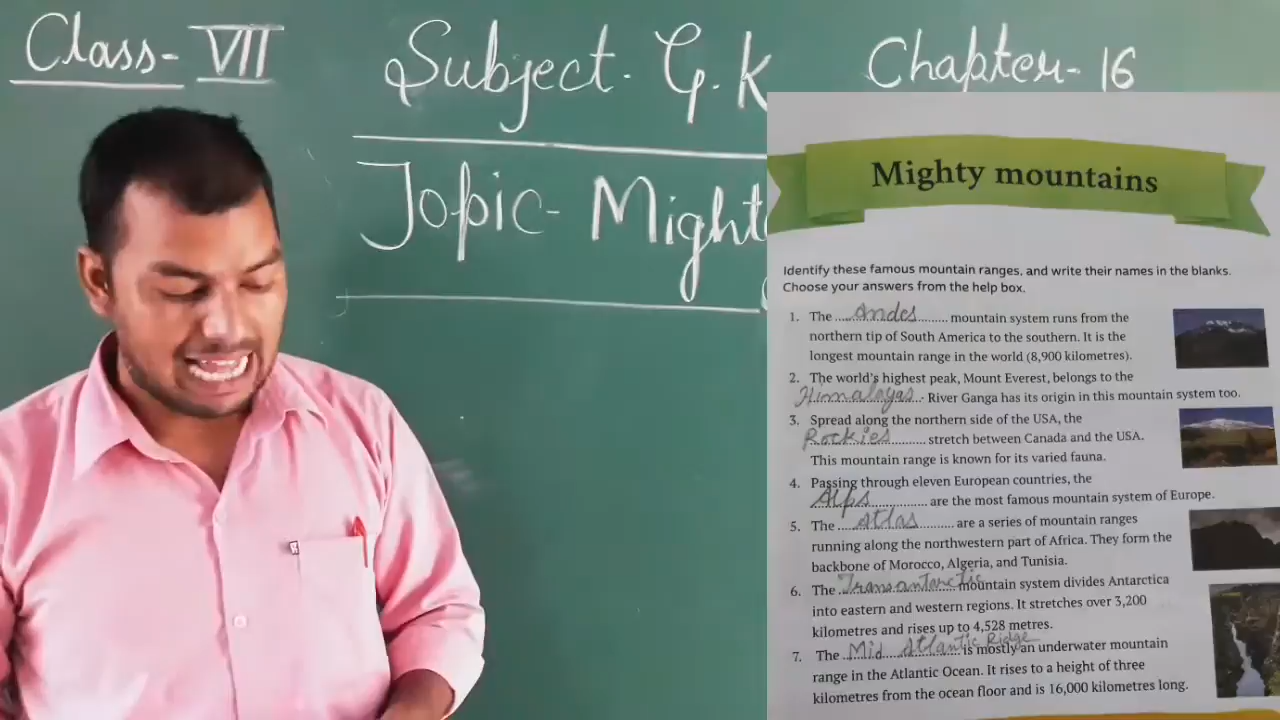 Class- VII
Subject. G.K
Chapter- 16
Topic- Might
Mighty mountains
Identify these famous mountain ranges, and write their names in the blanks.
Choose your answers from the help box.
1. The ....Andes.......... mountain system runs from the
northern tip of South America to the southern. It is the
longest mountain range in the world (8,900 kilometres).
2. The world's highest peak, Mount Everest, belongs to the
Himalayas... River Ganga has its origin in this mountain system too.
3. Spread along the northern side of the USA, the
Rockies.......... stretch between Canada and the USA.
This mountain range is known for its varied fauna.
4. Passing through eleven European countries, the
Alps.............. are the most famous mountain system of Europe.
5. The ....Atlas.......... are a series of mountain ranges
running along the northwestern part of Africa. They form the
backbone of Morocco, Algeria, and Tunisia.
6. The Transantarctic mountain system divides Antarctica
into eastern and western regions. It stretches over 3,200
kilometres and rises up to 4,528 metres.
7. The ..Mid....Atlantic Ridge is mostly an underwater mountain
range in the Atlantic Ocean. It rises to a height of three
kilometres from the ocean floor and is 16,000 kilometres long.